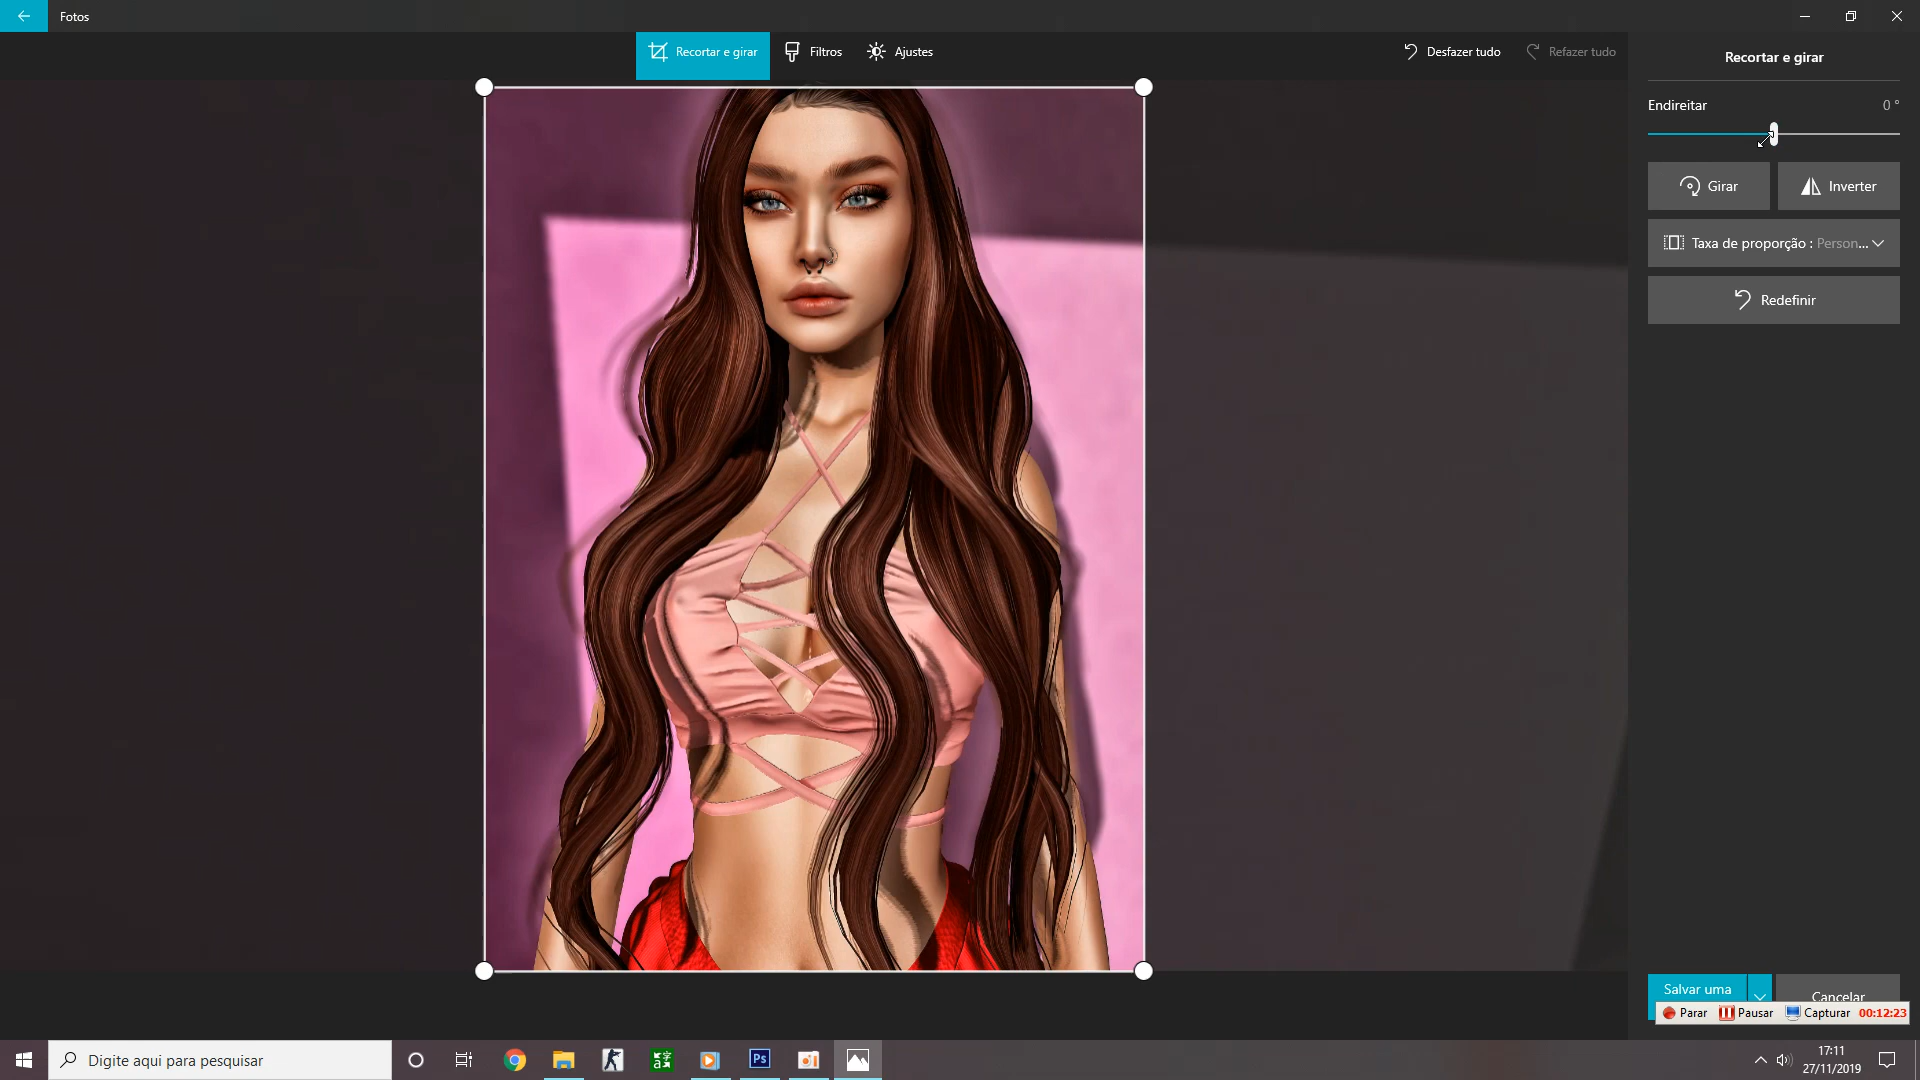 Fotos
Recortar e girar
Filtros
Ajustes
Desfazer tudo
Refazer tudo
Recortar e girar
Endireitar 0 °
Girar
Inverter
Taxa de proporção : Person...
Redefinir
Salvar uma
Cancelar
Parar
Pausar
Capturar
00:12:23
Digite aqui para pesquisar
Ps
17:11
27/11/2019